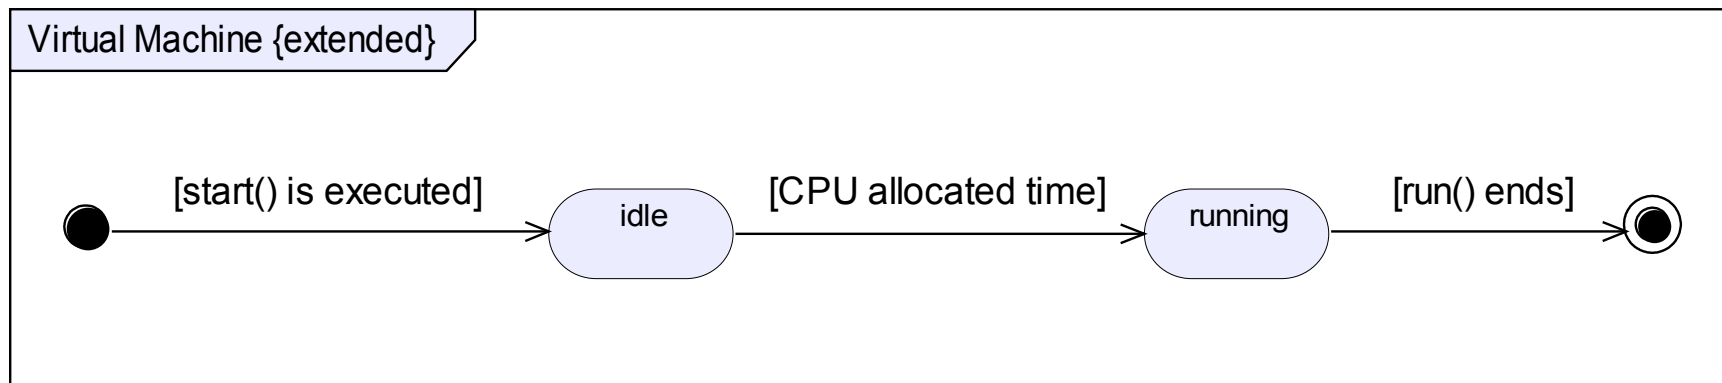 Virtual Machine {extended}
[start() is executed]
[CPU allocated time]
[run() ends]
idle
running